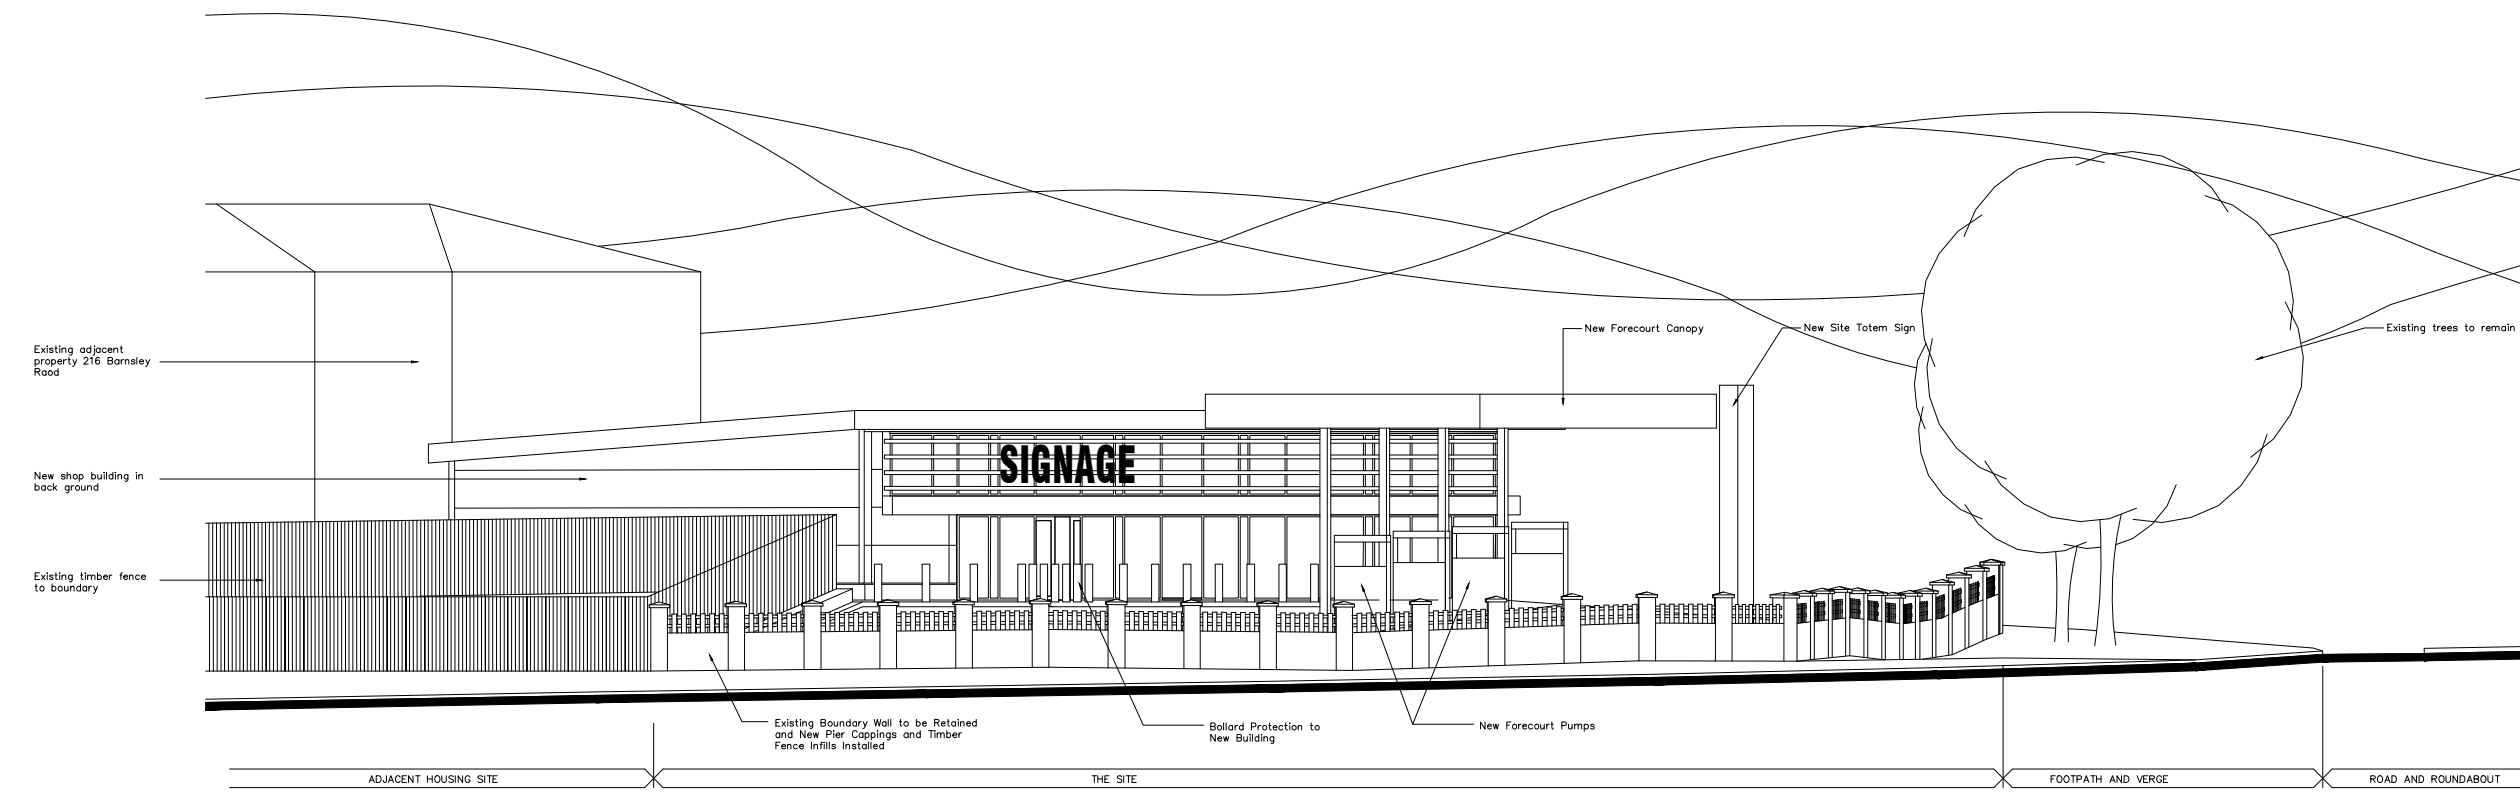 New Forecourt Canopy
New Site Totem Sign
Existing trees to remain
Existing adjacent
property 216 Barnsley
Raod
SIGNAGE
New shop building in
back ground
Existing timber fence
to boundary
Existing Boundary Wall to be Retained
and New Pier Cappings and Timber
Fence Infills Installed
Bollard Protection to
New Building
New Forecourt Pumps
ADJACENT HOUSING SITE
THE SITE
FOOTPATH AND VERGE
ROAD AND ROUNDABOUT